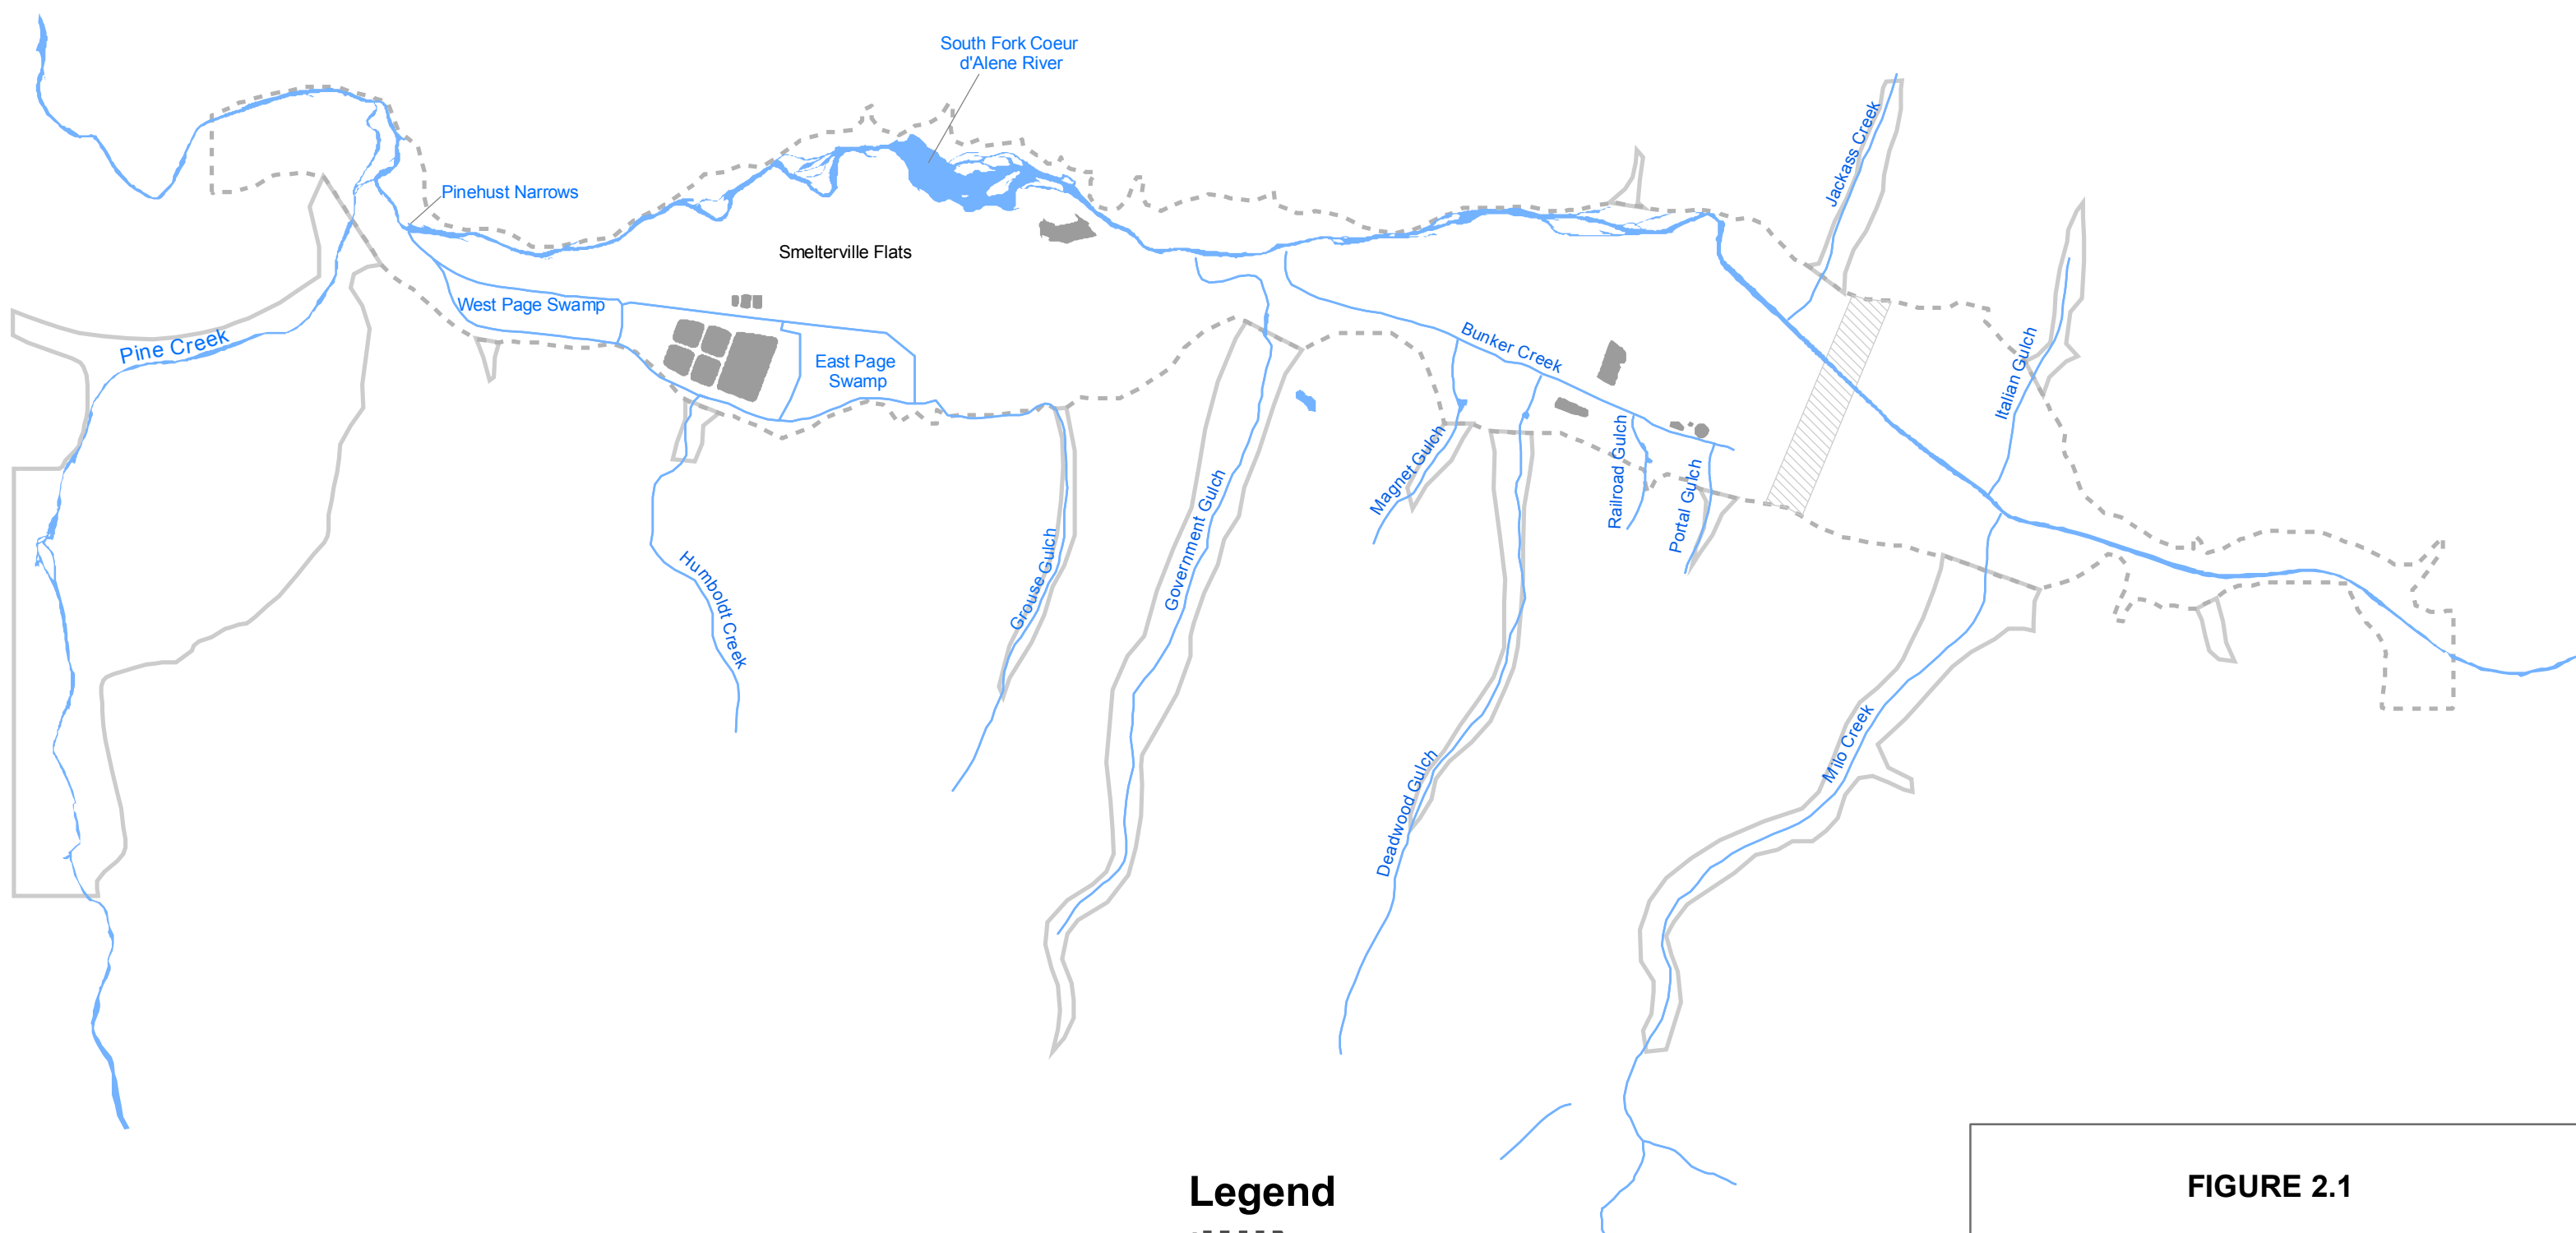 South Fork Coeur
d'Alene River
Jackass Creek
Pinehust Narrows
Smelterville Flats
West Page Swamp
Pine Creek
East Page
Swamp
Bunker Creek
Italian Gulch
Magnet Gulch
Railroad Gulch
Portal Gulch
Government Gulch
Grouse Gulch
Humboldt Creek
Milo Creek
Deadwood Gulch
Legend
FIGURE 2.1